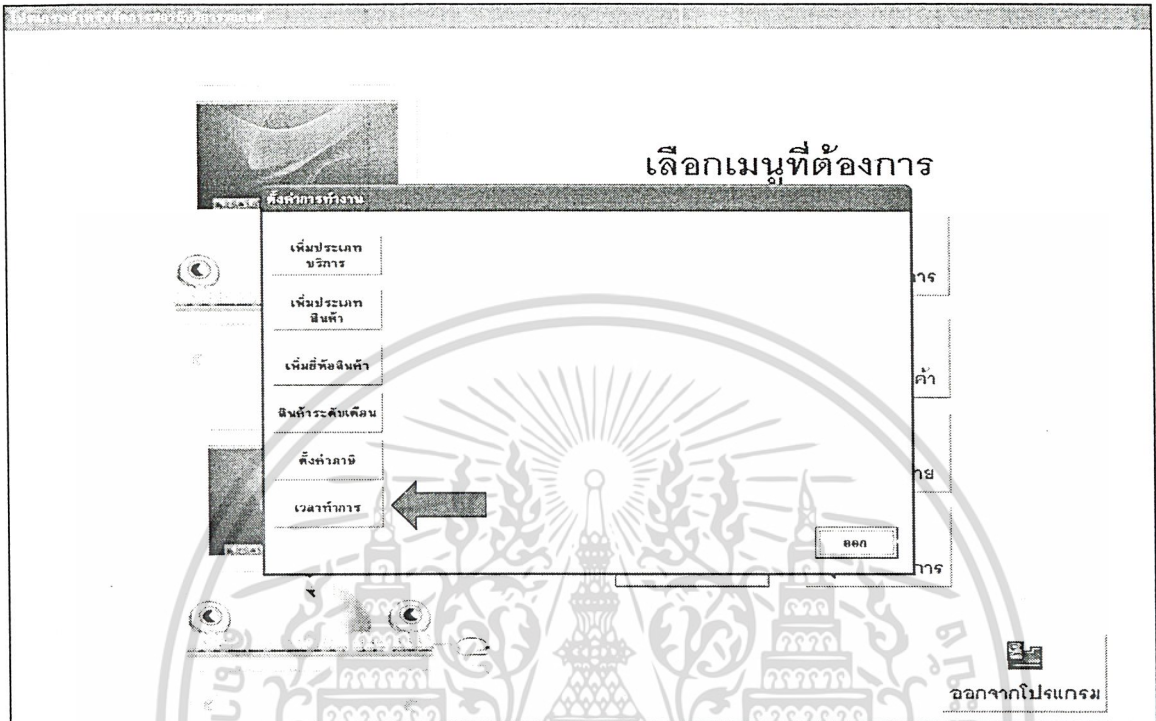 เลือกเมนูที่ต้องการ
ตั้งค่าการทำงาน
เพิ่มประเภท
บริการ
เพิ่มประเภท
สินค้า
เพิ่มยี่ห้อสินค้า
สินค้าระดับเตือน
ตั้งค่าภาษี
เวลาทำการ
ออก
ออกจากโปรแกรม